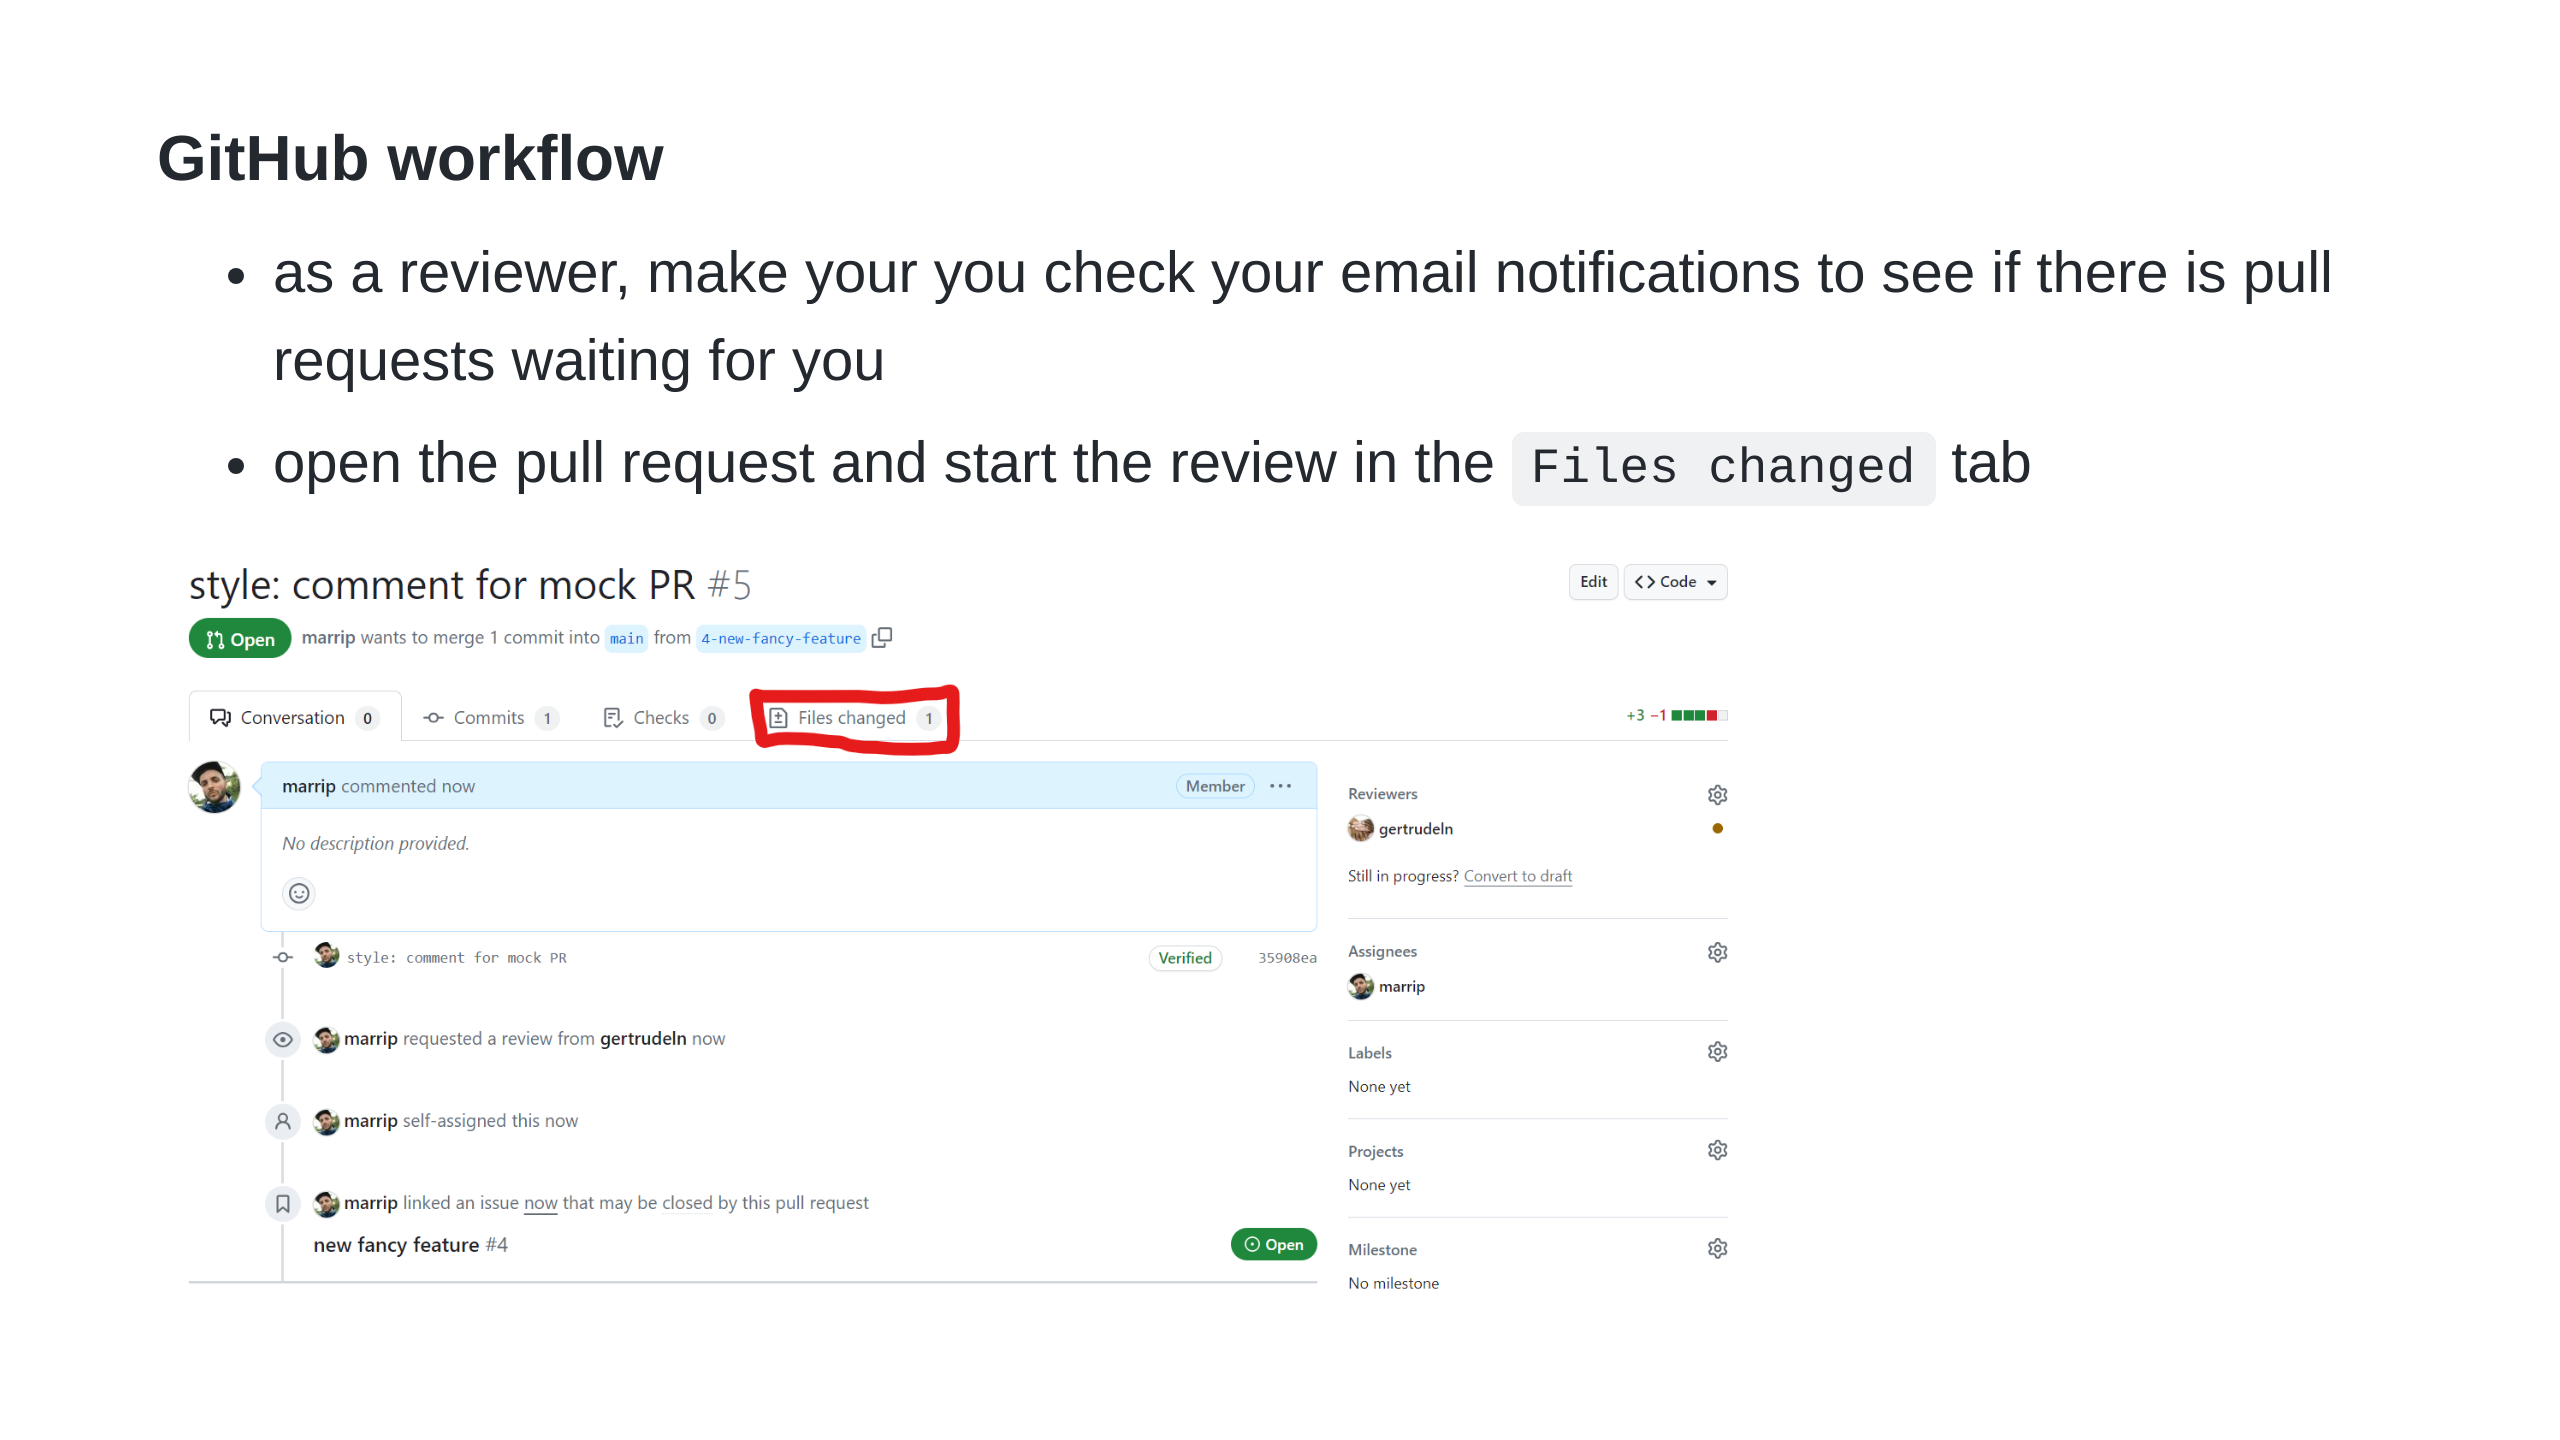 GitHub workflow
• as a reviewer, make your you check your email notifications to see if there is pull
requests waiting for you
• open the pull request and start the review in the Files changed tab
style: comment for mock PR #5
Edit <> Code
Open marrip wants to merge 1 commit into main from 4-new-fancy-feature
Conversation 0 Commits 1 Checks 0 Files changed 1 +3 −1
marrip commented now Member ...
No description provided.
style: comment for mock PR Verified 35908ea
marrip requested a review from gertrudeln now
marrip self-assigned this now
marrip linked an issue now that may be closed by this pull request
new fancy feature #4 Open
Reviewers
gertrudeln
Still in progress? Convert to draft
Assignees
marrip
Labels
None yet
Projects
None yet
Milestone
No milestone